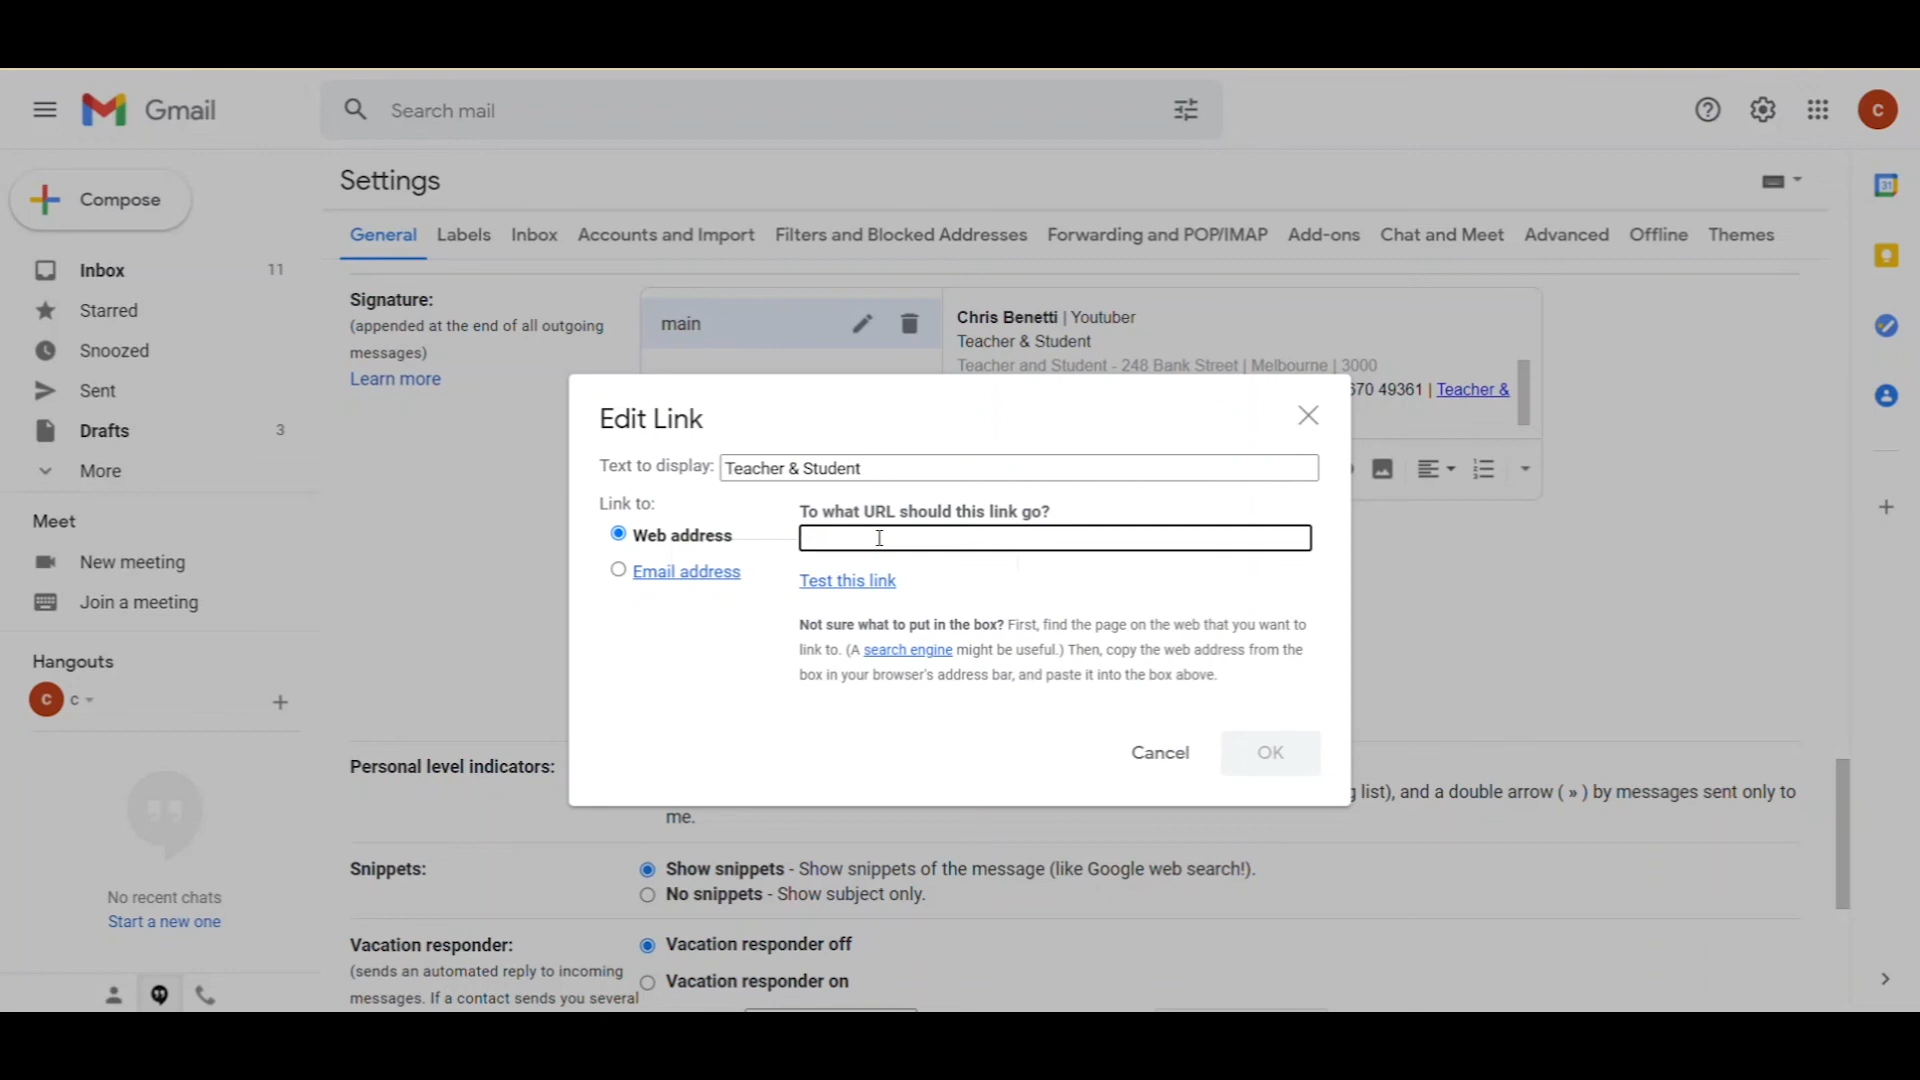 Gmail
Search mail
C
Compose
Settings
31
General Labels Inbox Accounts and Import Filters and Blocked Addresses Forwarding and POP/IMAP Add-ons Chat and Meet Advanced Offline Themes
Inbox 11
Starred
Snoozed
Sent
Drafts 3
More
Signature:
(appended at the end of all outgoing
messages)
Learn more
main
Chris Benetti | Youtuber
Teacher & Student
Teacher and Student - 248 Bank Street | Melbourne | 3000
670 49361 | Teacher &
Edit Link
Text to display: Teacher & Student
Link to:
Web address
Email address
To what URL should this link go?
Test this link
Not sure what to put in the box? First, find the page on the web that you want to
link to. (A search engine might be useful.) Then, copy the web address from the
box in your browser's address bar, and paste it into the box above.
Cancel OK
Meet
New meeting
Join a meeting
Hangouts
C c
No recent chats
Start a new one
Personal level indicators:
list), and a double arrow ( » ) by messages sent only to
me.
Snippets:
Show snippets - Show snippets of the message (like Google web search!).
No snippets - Show subject only.
Vacation responder:
(sends an automated reply to incoming
messages. If a contact sends you several
Vacation responder off
Vacation responder on